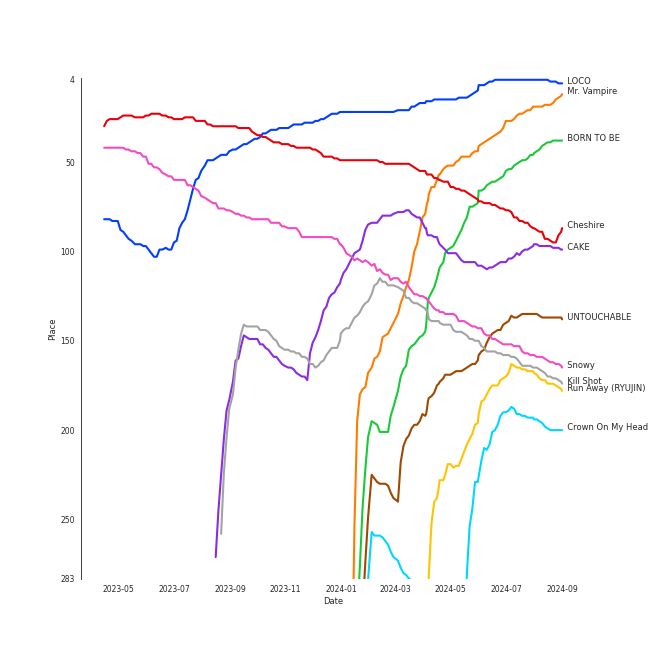 4
50
100
150
200
250
283
Place
2023-05
2023-07
2023-09
2023-11
2024-01
2024-03
2024-05
2024-07
2024-09
Date
LOCO
Mr. Vampire
BORN TO BE
Cheshire
CAKE
UNTOUCHABLE
Snowy
Kill Shot
Run Away (RYUJIN)
Crown On My Head